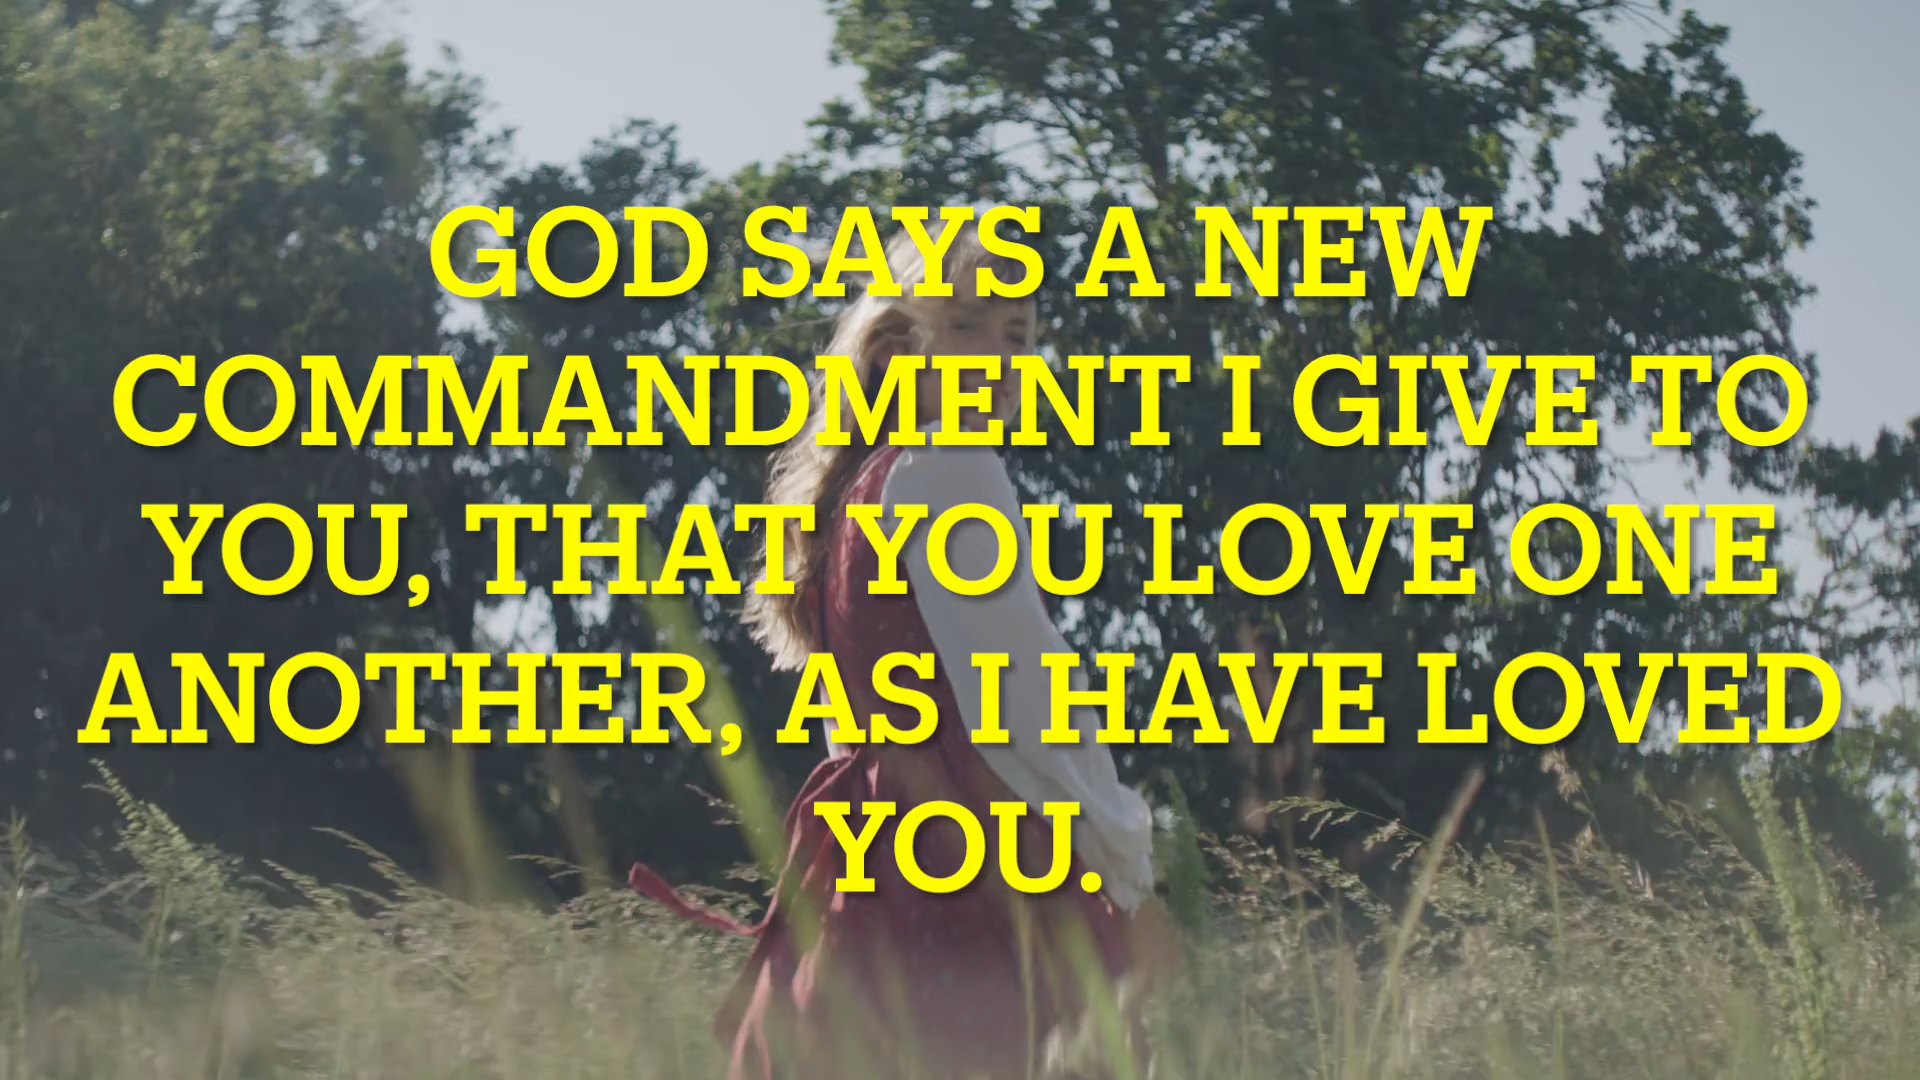 GOD SAYS A NEW
COMMANDMENT I GIVE TO
YOU, THAT YOU LOVE ONE
ANOTHER, AS I HAVE LOVED
YOU.